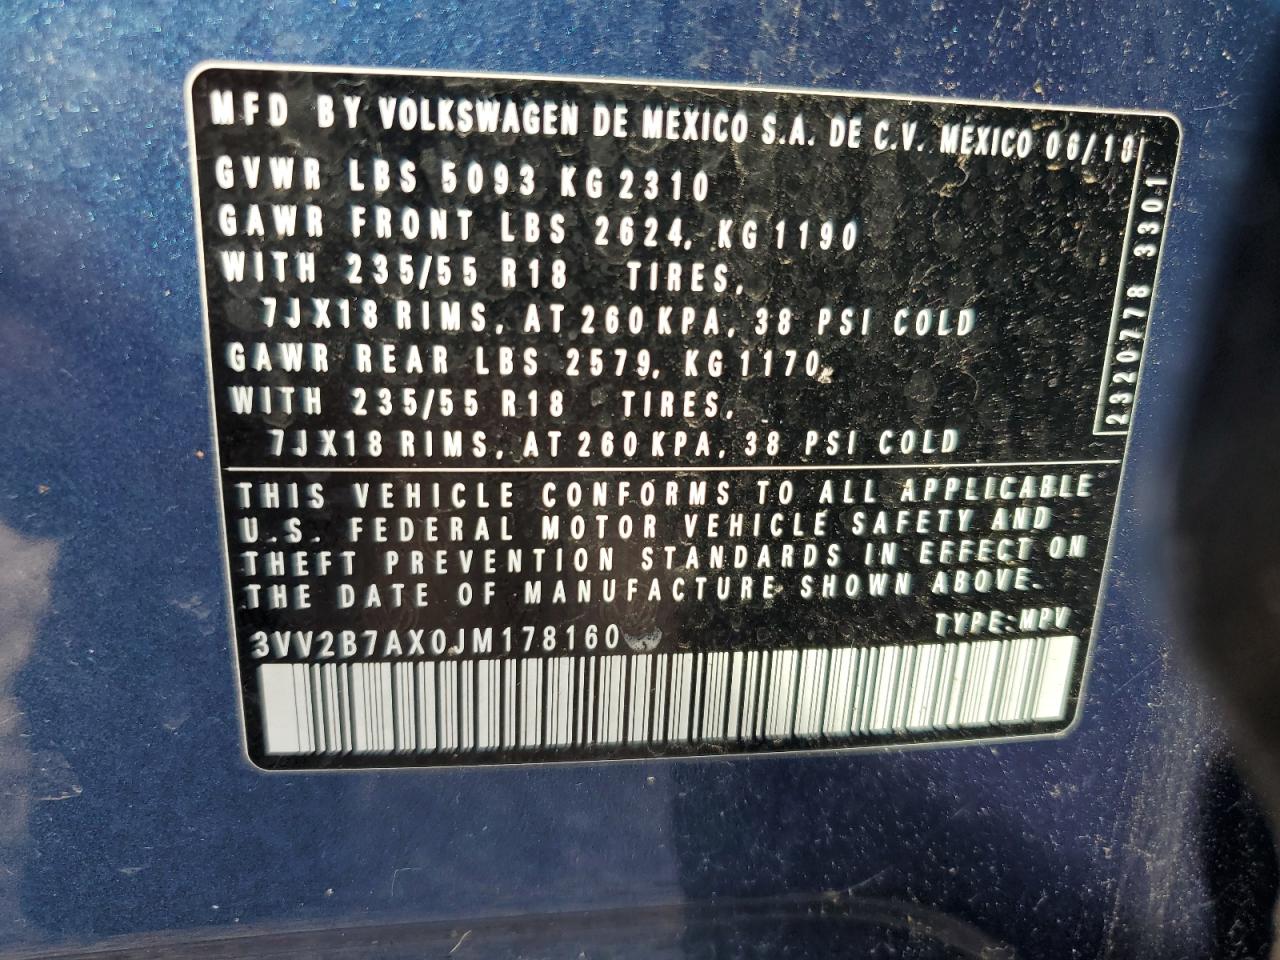 MFD BY VOLKSWAGEN DE MEXICO S.A. DE C.V. MEXICO 06/18
GVWR LBS 5093 KG 2310
GAWR FRONT LBS 2624, KG 1190
WITH 235/55 R18 TIRES,
7JX18 RIMS, AT 260 KPA, 38 PSI COLD
GAWR REAR LBS 2579, KG 1170,
WITH 235/55 R18 TIRES,
7JX18 RIMS, AT 260 KPA, 38 PSI COLD
2320778 3301
THIS VEHICLE CONFORMS TO ALL APPLICABLE
U.S. FEDERAL MOTOR VEHICLE SAFETY AND
THEFT PREVENTION STANDARDS IN EFFECT ON
THE DATE OF MANUFACTURE SHOWN ABOVE.
TYPE: MPV
3VV2B7AX0JM178160